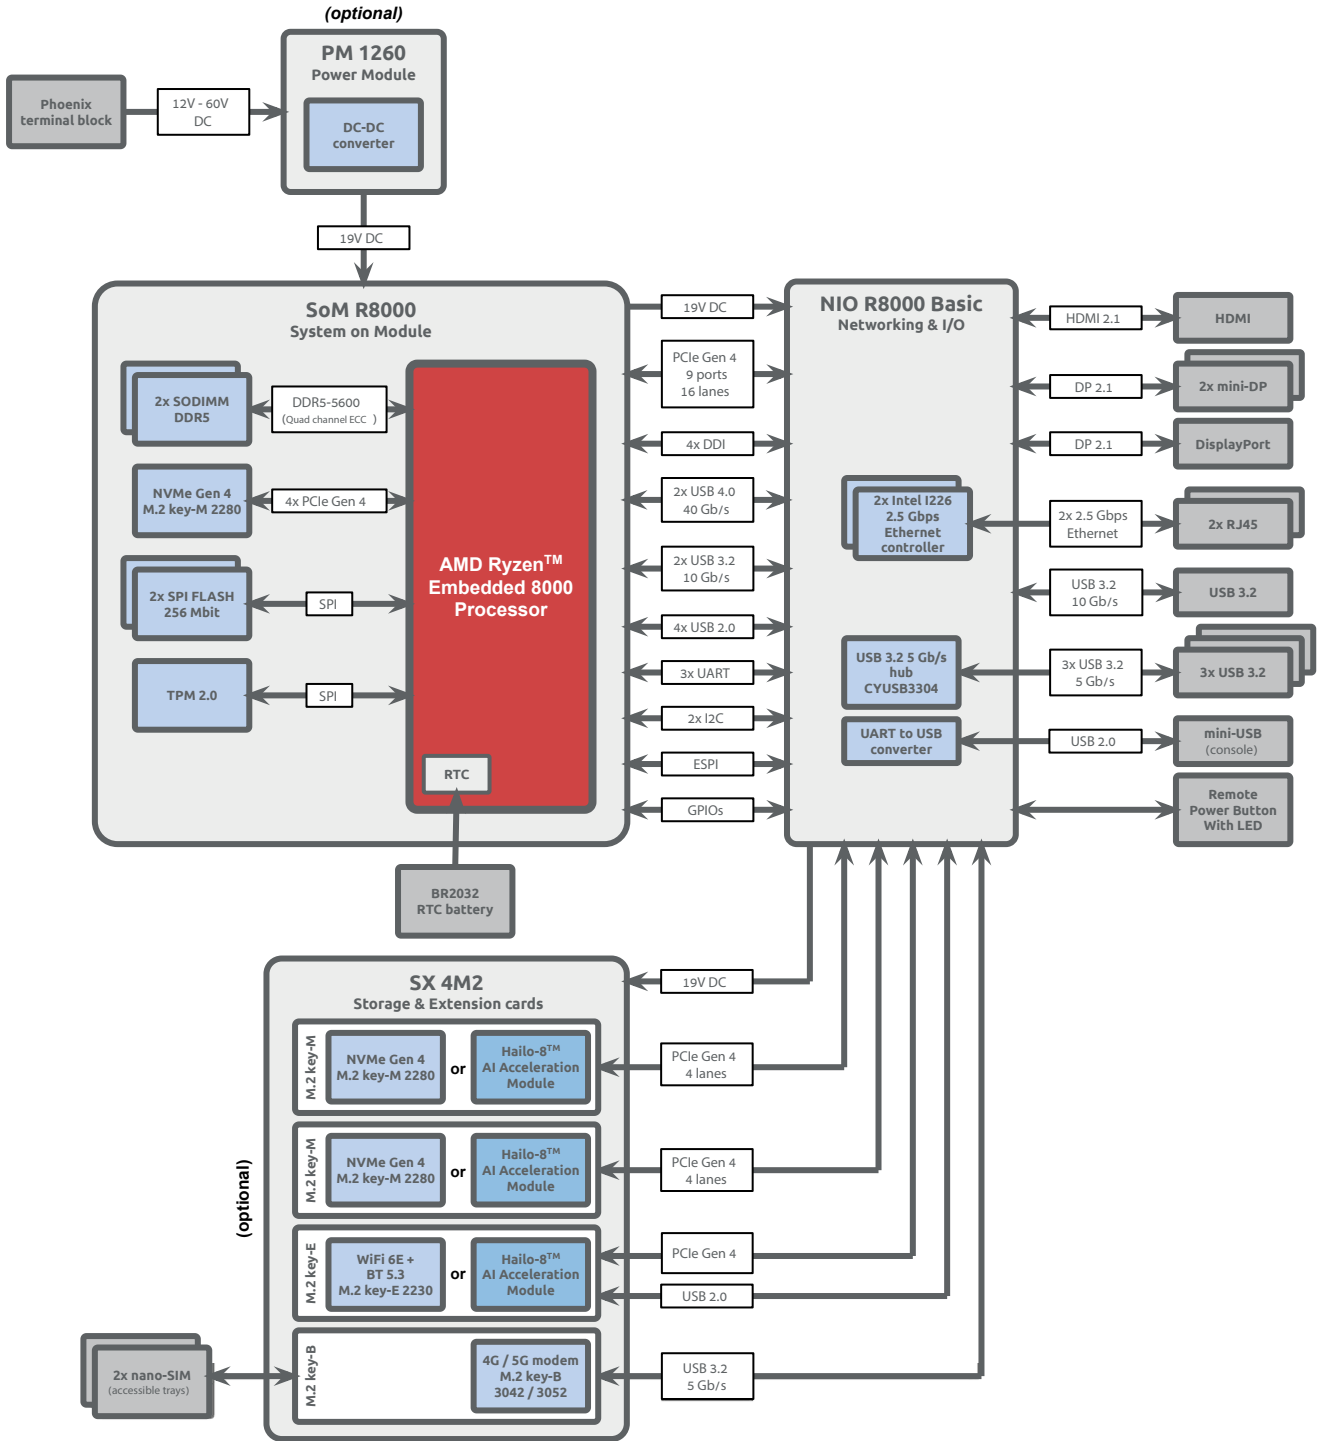 (optional)
PM 1260
Power Module
DC-DC
converter
Phoenix
terminal block
12V - 60V
DC
19V DC
SoM R8000
System on Module
2x SODIMM
DDR5
DDR5-5600
(Quad channel ECC )
NVMe Gen 4
M.2 key-M 2280
4x PCIe Gen 4
2x SPI FLASH
256 Mbit
SPI
TPM 2.0
SPI
AMD Ryzen™
Embedded 8000
Processor
RTC
BR2032
RTC battery
19V DC
PCIe Gen 4
9 ports
16 lanes
4x DDI
2x USB 4.0
40 Gb/s
2x USB 3.2
10 Gb/s
4x USB 2.0
3x UART
2x I2C
ESPI
GPIOs
NIO R8000 Basic
Networking & I/O
2x Intel I226
2.5 Gbps
Ethernet
controller
USB 3.2 5 Gb/s
hub
CYUSB3304
UART to USB
converter
HDMI 2.1
HDMI
DP 2.1
2x mini-DP
DP 2.1
DisplayPort
2x 2.5 Gbps
Ethernet
2x RJ45
USB 3.2
10 Gb/s
USB 3.2
3x USB 3.2
5 Gb/s
3x USB 3.2
USB 2.0
mini-USB
(console)
Remote
Power Button
With LED
SX 4M2
Storage & Extension cards
(optional)
19V DC
M.2 key-M
NVMe Gen 4
M.2 key-M 2280
or
Hailo-8™
AI Acceleration
Module
PCIe Gen 4
4 lanes
M.2 key-M
NVMe Gen 4
M.2 key-M 2280
or
Hailo-8™
AI Acceleration
Module
PCIe Gen 4
4 lanes
M.2 key-E
WiFi 6E +
BT 5.3
M.2 key-E 2230
or
Hailo-8™
AI Acceleration
Module
PCIe Gen 4
USB 2.0
M.2 key-B
4G / 5G modem
M.2 key-B
3042 / 3052
USB 3.2
5 Gb/s
2x nano-SIM
(accessible trays)